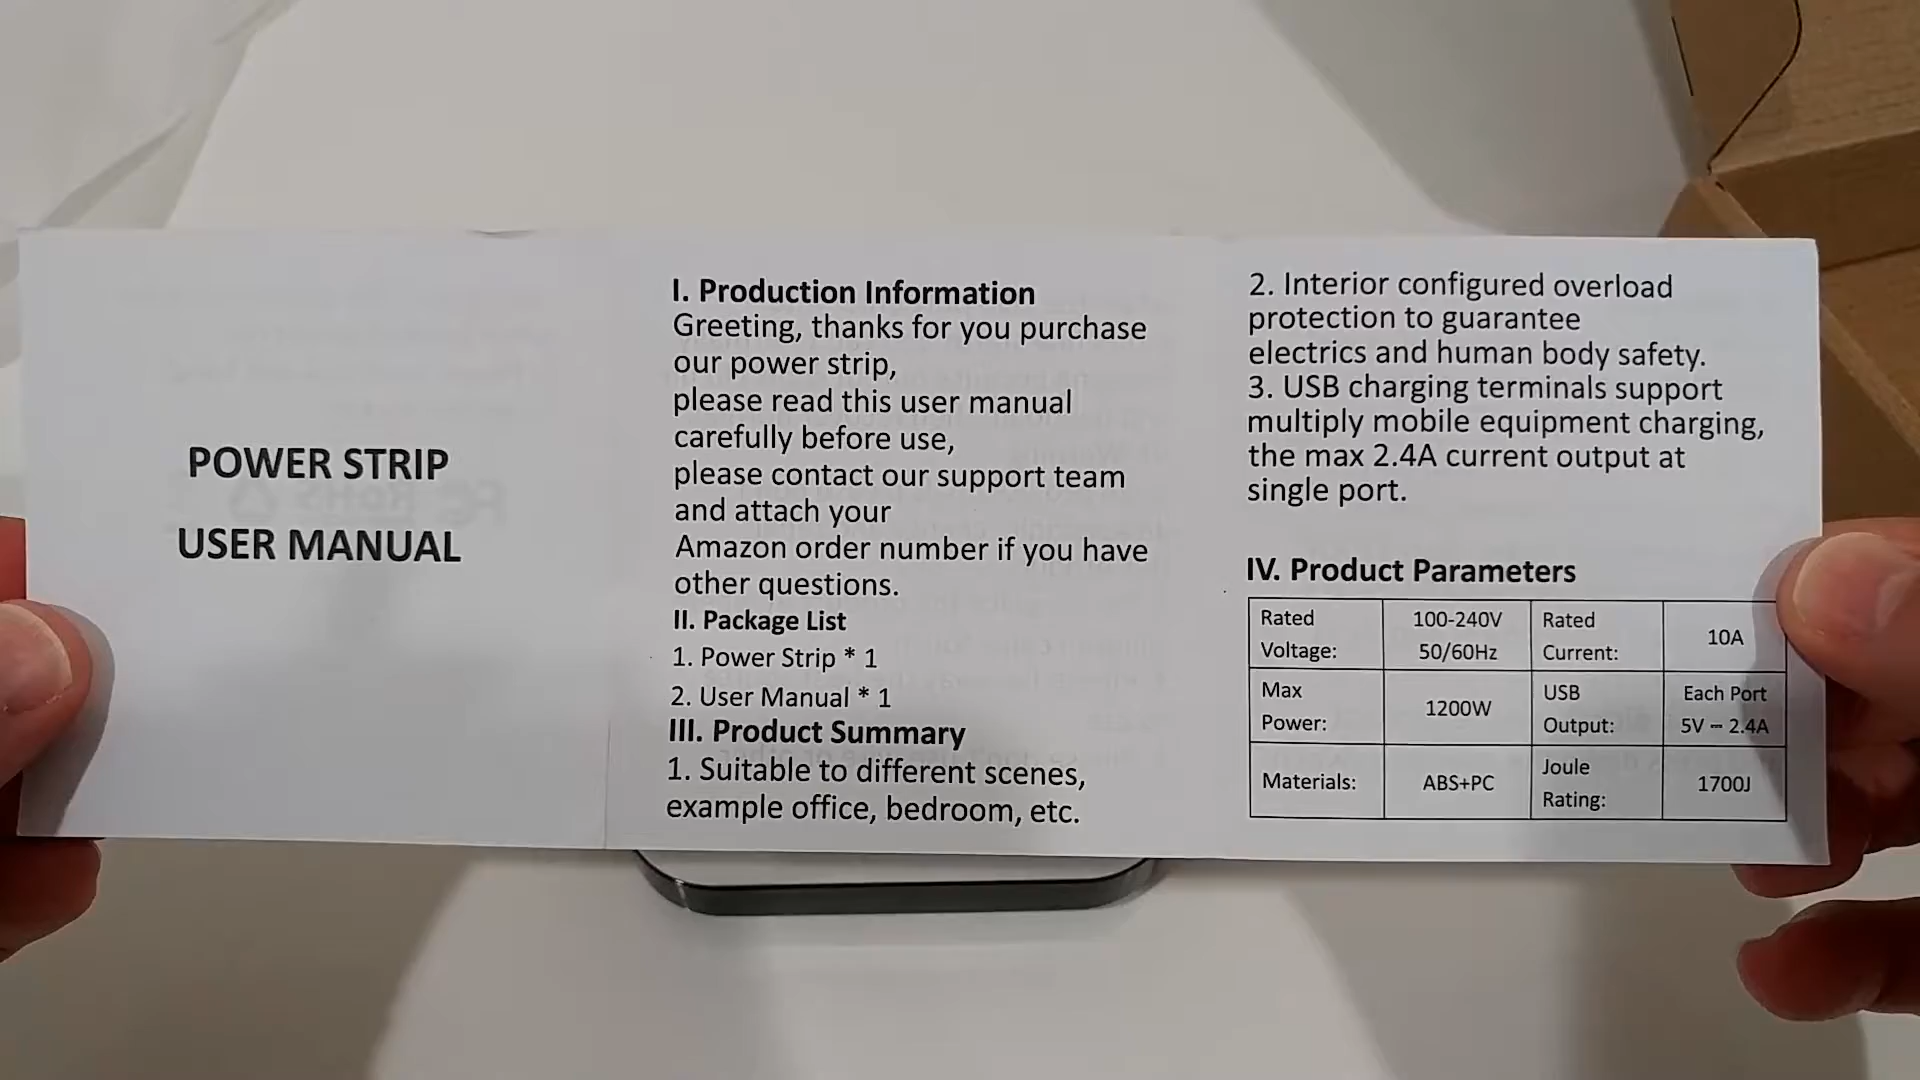 POWER STRIP
USER MANUAL
I. Production Information
Greeting, thanks for you purchase
our power strip,
please read this user manual
carefully before use,
please contact our support team
and attach your
Amazon order number if you have
other questions.
II. Package List
1. Power Strip * 1
2. User Manual * 1
III. Product Summary
1. Suitable to different scenes,
example office, bedroom, etc.
2. Interior configured overload
protection to guarantee
electrics and human body safety.
3. USB charging terminals support
multiply mobile equipment charging,
the max 2.4A current output at
single port.
IV. Product Parameters
Rated Voltage: 100-240V 50/60Hz Rated Current: 10A
Max Power: 1200W USB Output: Each Port 5V ⎓ 2.4A
Materials: ABS+PC Joule Rating: 1700J